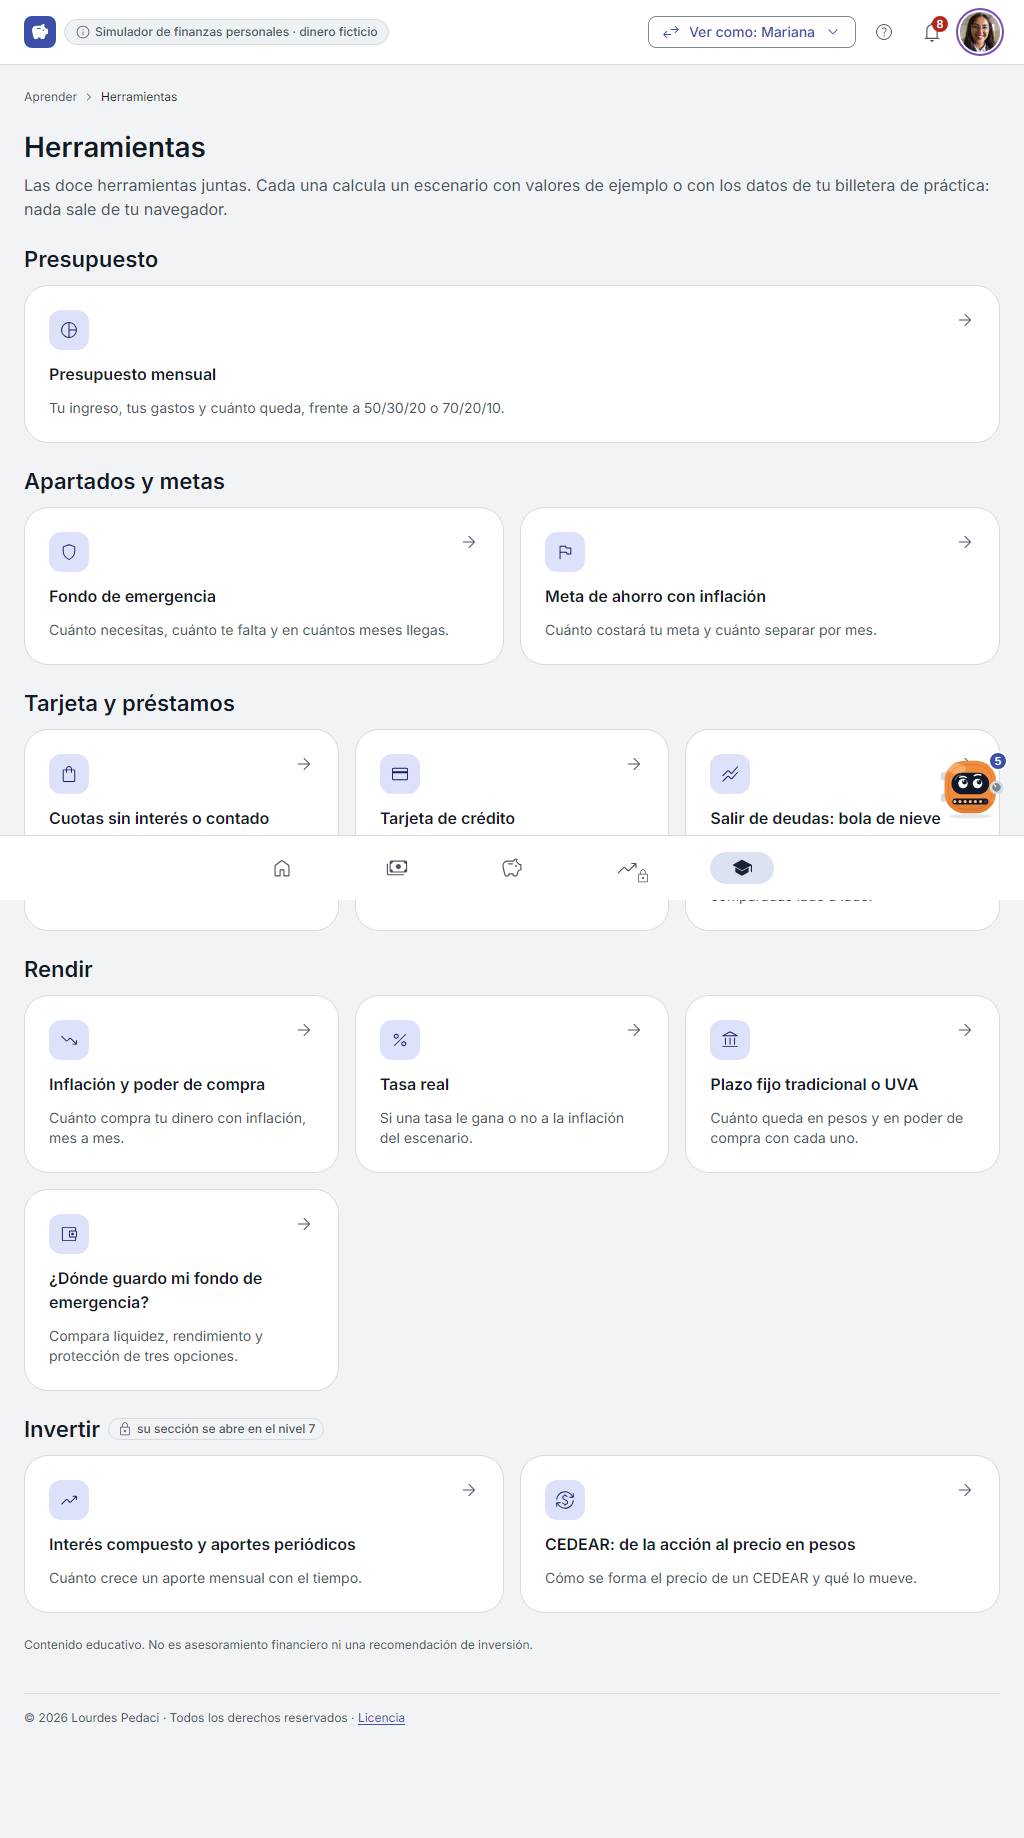 Simulador de finanzas personales · dinero ficticio
Ver como: Mariana
8
Aprender
Herramientas
Herramientas
Las doce herramientas juntas. Cada una calcula un escenario con valores de ejemplo o con los datos de tu billetera de práctica:
nada sale de tu navegador.
Presupuesto
Presupuesto mensual
Tu ingreso, tus gastos y cuánto queda, frente a 50/30/20 o 70/20/10.
Apartados y metas
Fondo de emergencia
Cuánto necesitas, cuánto te falta y en cuántos meses llegas.
Meta de ahorro con inflación
Cuánto costará tu meta y cuánto separar por mes.
Tarjeta y préstamos
5
Cuotas sin interés o contado
Tarjeta de crédito
Salir de deudas: bola de nieve
Rendir
Inflación y poder de compra
Cuánto compra tu dinero con inflación,
mes a mes.
Tasa real
Si una tasa le gana o no a la inflación
del escenario.
Plazo fijo tradicional o UVA
Cuánto queda en pesos y en poder de
compra con cada uno.
¿Dónde guardo mi fondo de
emergencia?
Compara liquidez, rendimiento y
protección de tres opciones.
Invertir
su sección se abre en el nivel 7
Interés compuesto y aportes periódicos
Cuánto crece un aporte mensual con el tiempo.
CEDEAR: de la acción al precio en pesos
Cómo se forma el precio de un CEDEAR y qué lo mueve.
Contenido educativo. No es asesoramiento financiero ni una recomendación de inversión.
© 2026 Lourdes Pedaci · Todos los derechos reservados · Licencia